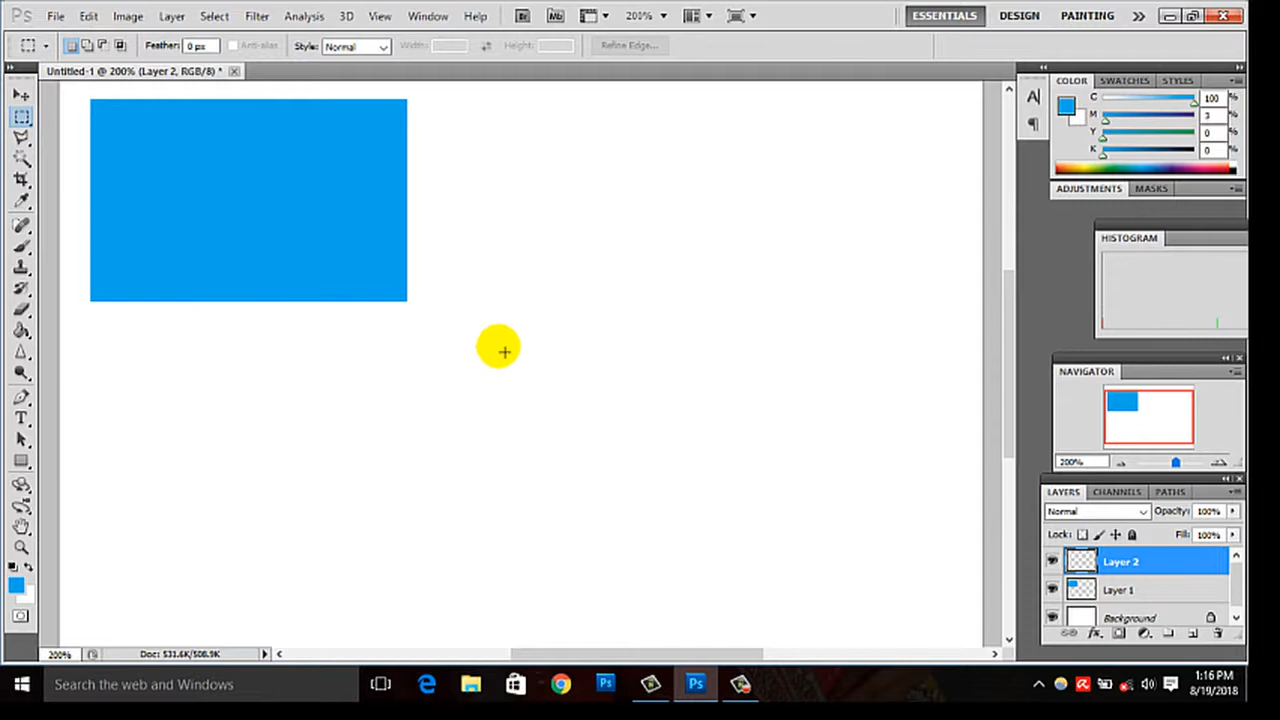 Ps File Edit Image Layer Select Filter Analysis 3D View Window Help Br Mb 200% ESSENTIALS DESIGN PAINTING
Feather: 0 px Anti-alias Style: Normal Width: Height: Refine Edge...
Untitled-1 @ 200% (Layer 2, RGB/8) *
COLOR SWATCHES STYLES
C 100 %
M 3 %
Y 0 %
K 0 %
ADJUSTMENTS MASKS
HISTOGRAM
NAVIGATOR
200%
LAYERS CHANNELS PATHS
Normal Opacity: 100%
Lock: Fill: 100%
Layer 2
Layer 1
Background
200% Doc: 531.6K/508.9K
Search the web and Windows
Ps
Ps
1:16 PM
8/19/2018